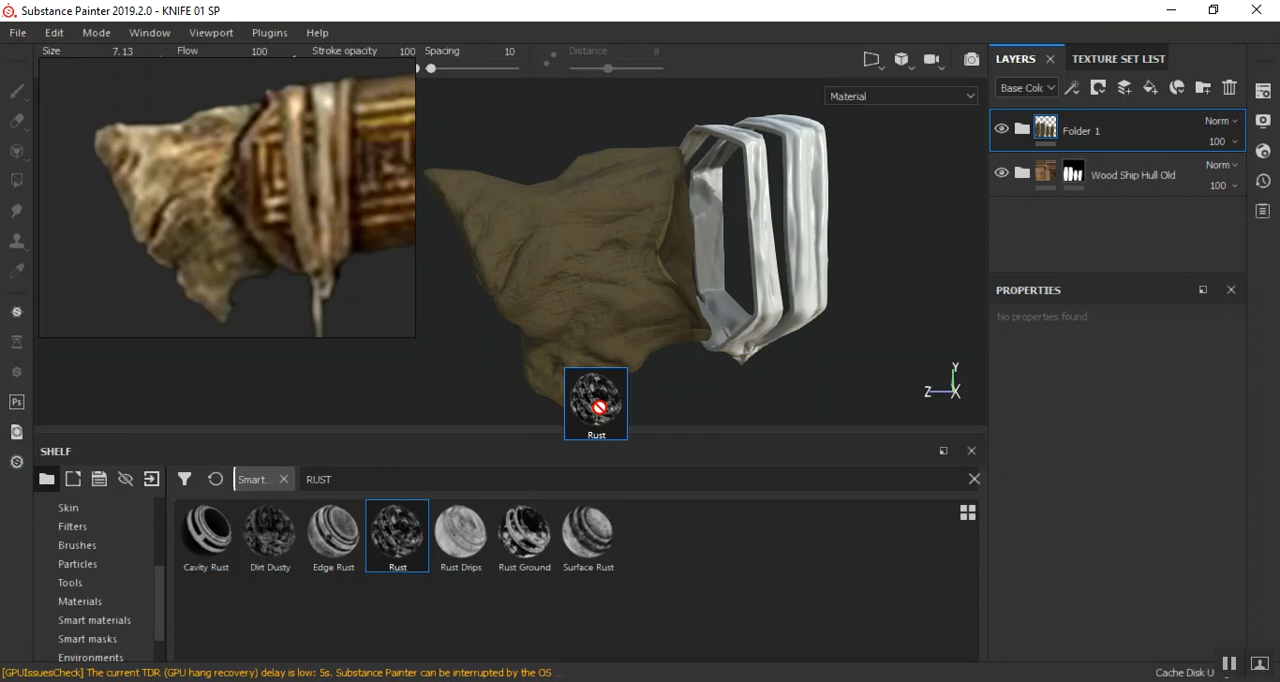 Substance Painter 2019.2.0 - KNIFE 01 SP
File Edit Mode Window Viewport Plugins Help
Size 7.13 Flow 100 Stroke opacity 100 Spacing 10 Distance 8
LAYERS TEXTURE SET LIST
Base Col
Material
Folder 1 Norm
100
Wood Ship Hull Old Norm
100
PROPERTIES
No properties found
Y
Z X
Ps
Rust
SHELF
Smart... RUST
Skin
Filters
Brushes
Particles
Tools
Materials
Smart materials
Smart masks
Environments
Cavity Rust Dirt Dusty Edge Rust Rust Rust Drips Rust Ground Surface Rust
[GPUIssuesCheck] The current TDR (GPU hang recovery) delay is low: 5s. Substance Painter can be interrupted by the OS ...
Cache Disk U